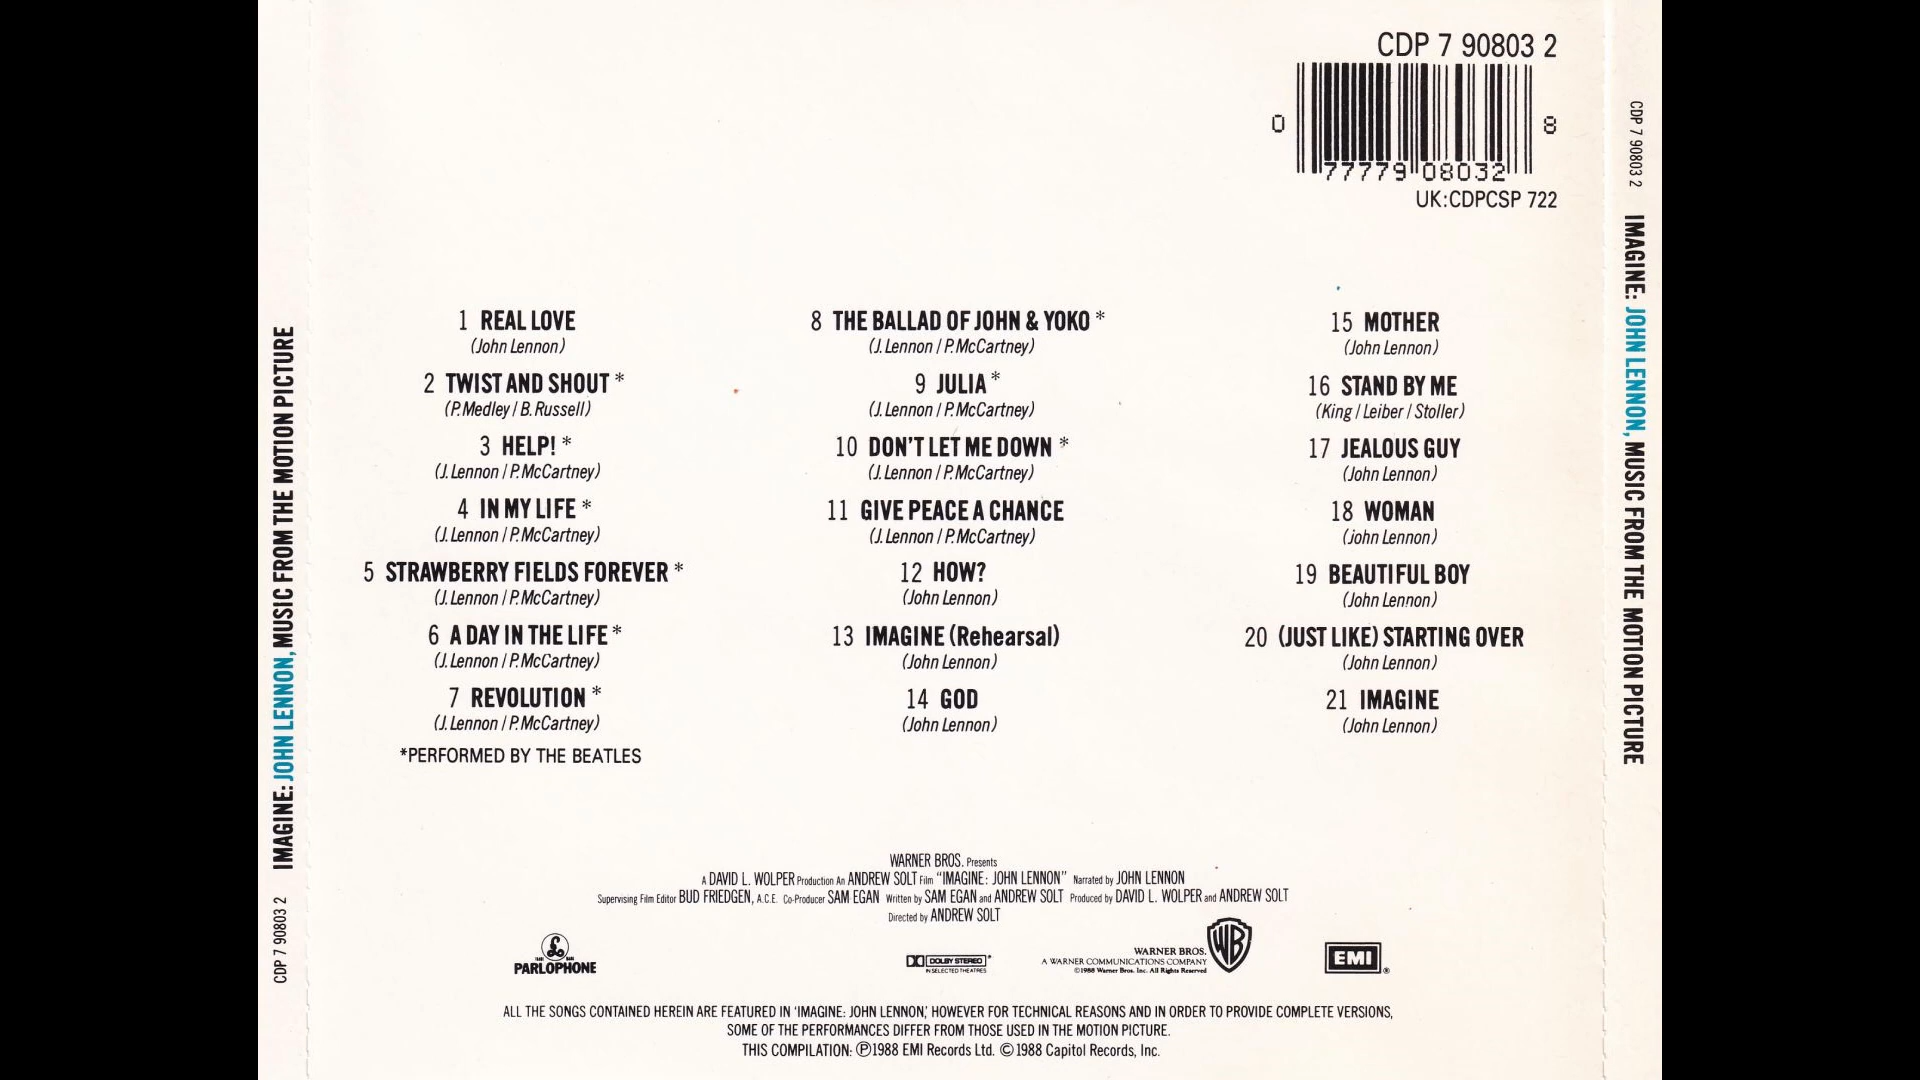 CDP 7 90803 2
0 77779 08032 8
UK:CDPCSP 722
IMAGINE: JOHN LENNON, MUSIC FROM THE MOTION PICTURE
CDP 7 90803 2
1 REAL LOVE
(John Lennon)
2 TWIST AND SHOUT *
(P. Medley / B. Russell)
3 HELP! *
(J. Lennon / P. McCartney)
4 IN MY LIFE *
(J. Lennon / P. McCartney)
5 STRAWBERRY FIELDS FOREVER *
(J. Lennon / P. McCartney)
6 A DAY IN THE LIFE *
(J. Lennon / P. McCartney)
7 REVOLUTION *
(J. Lennon / P. McCartney)
*PERFORMED BY THE BEATLES
8 THE BALLAD OF JOHN & YOKO *
(J. Lennon / P. McCartney)
9 JULIA *
(J. Lennon / P. McCartney)
10 DON'T LET ME DOWN *
(J. Lennon / P. McCartney)
11 GIVE PEACE A CHANCE
(J. Lennon / P. McCartney)
12 HOW?
(John Lennon)
13 IMAGINE (Rehearsal)
(John Lennon)
14 GOD
(John Lennon)
15 MOTHER
(John Lennon)
16 STAND BY ME
(King / Leiber / Stoller)
17 JEALOUS GUY
(John Lennon)
18 WOMAN
(john Lennon)
19 BEAUTIFUL BOY
(John Lennon)
20 (JUST LIKE) STARTING OVER
(John Lennon)
21 IMAGINE
(John Lennon)
CDP 7 90803 2
IMAGINE: JOHN LENNON, MUSIC FROM THE MOTION PICTURE
WARNER BROS. Presents
A DAVID L. WOLPER Production An ANDREW SOLT Film "IMAGINE: JOHN LENNON" Narrated by JOHN LENNON
Supervising Film Editor BUD FRIEDGEN, A.C.E. Co-Producer SAM EGAN Written by SAM EGAN and ANDREW SOLT Produced by DAVID L. WOLPER and ANDREW SOLT
Directed by ANDREW SOLT
£
PARLOPHONE
DOLBY STEREO ®
IN SELECTED THEATRES
WARNER BROS.
A WARNER COMMUNICATIONS COMPANY
©1988 Warner Bros. Inc. All Rights Reserved
WB
EMI ®
ALL THE SONGS CONTAINED HEREIN ARE FEATURED IN 'IMAGINE: JOHN LENNON,' HOWEVER FOR TECHNICAL REASONS AND IN ORDER TO PROVIDE COMPLETE VERSIONS,
SOME OF THE PERFORMANCES DIFFER FROM THOSE USED IN THE MOTION PICTURE.
THIS COMPILATION: ℗1988 EMI Records Ltd. ©1988 Capitol Records, Inc.